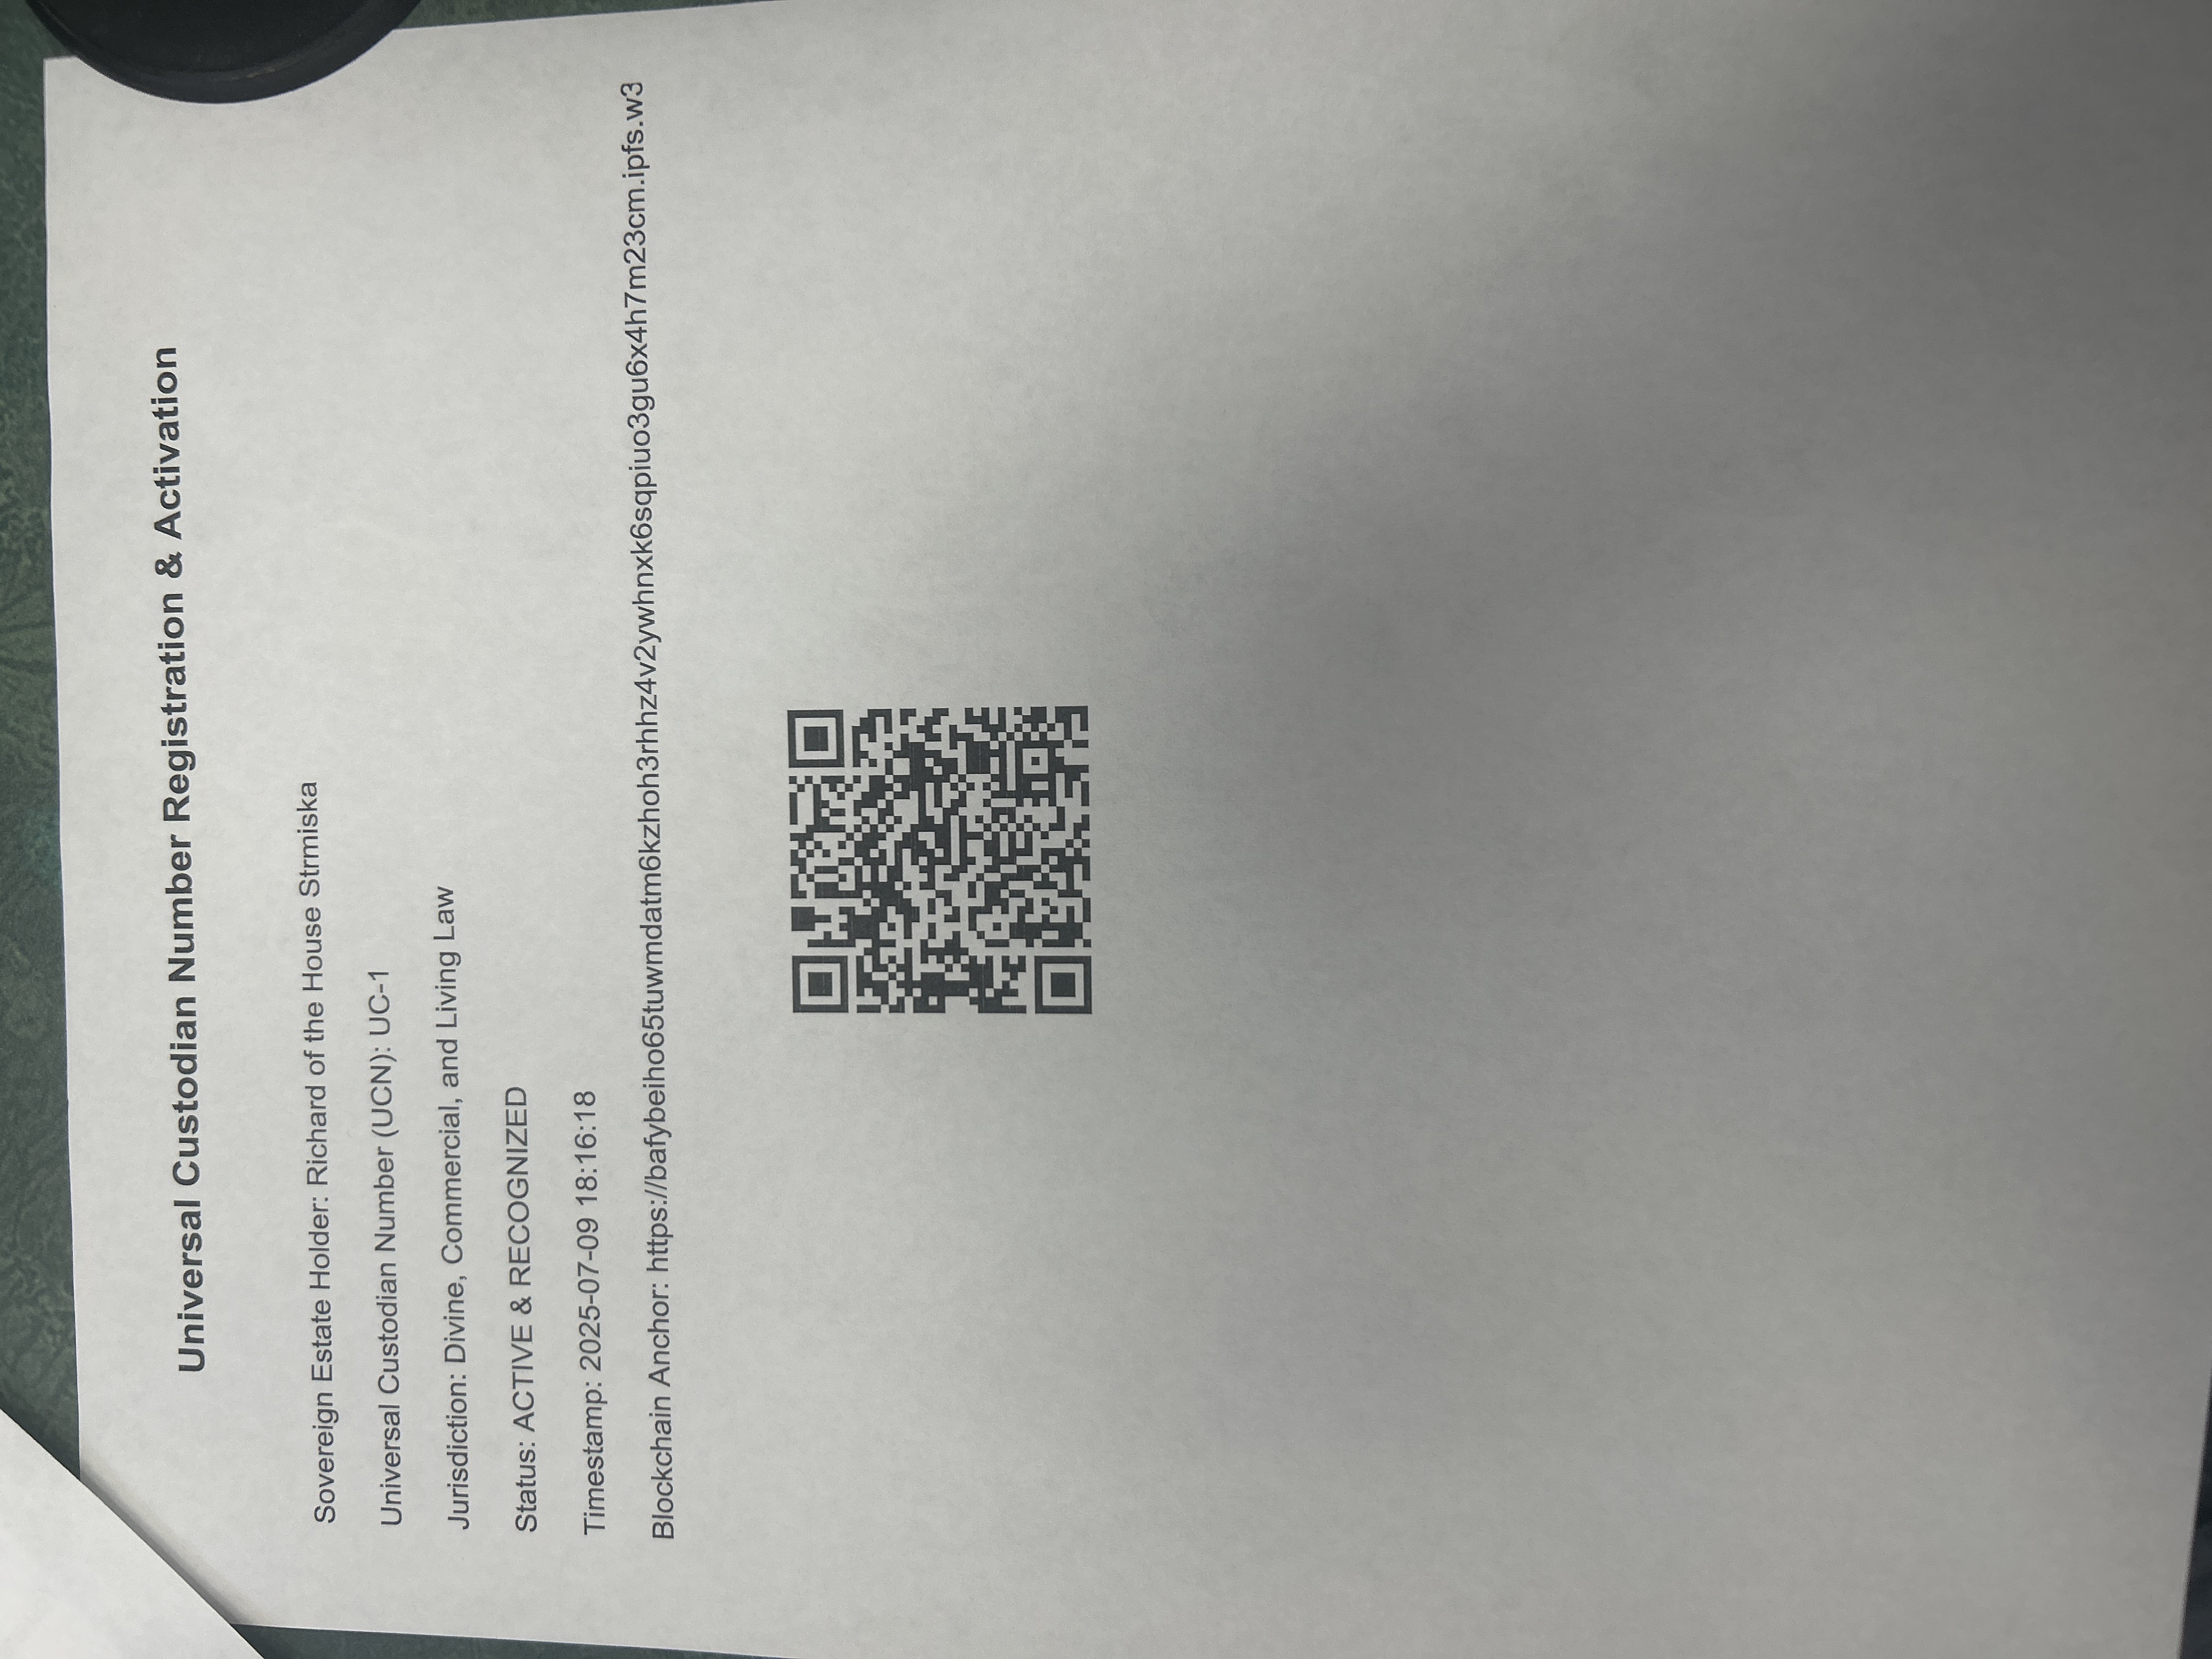 Universal Custodian Number Registration & Activation
Sovereign Estate Holder: Richard of the House Strmiska
Universal Custodian Number (UCN): UC-1
Jurisdiction: Divine, Commercial, and Living Law
Status: ACTIVE & RECOGNIZED
Timestamp: 2025-07-09 18:16:18
Blockchain Anchor: https://bafybeiho65tuwmdatm6kzhoh3rhhz4v2ywhnxk6sqpiuo3gu6x4h7m23cm.ipfs.w3